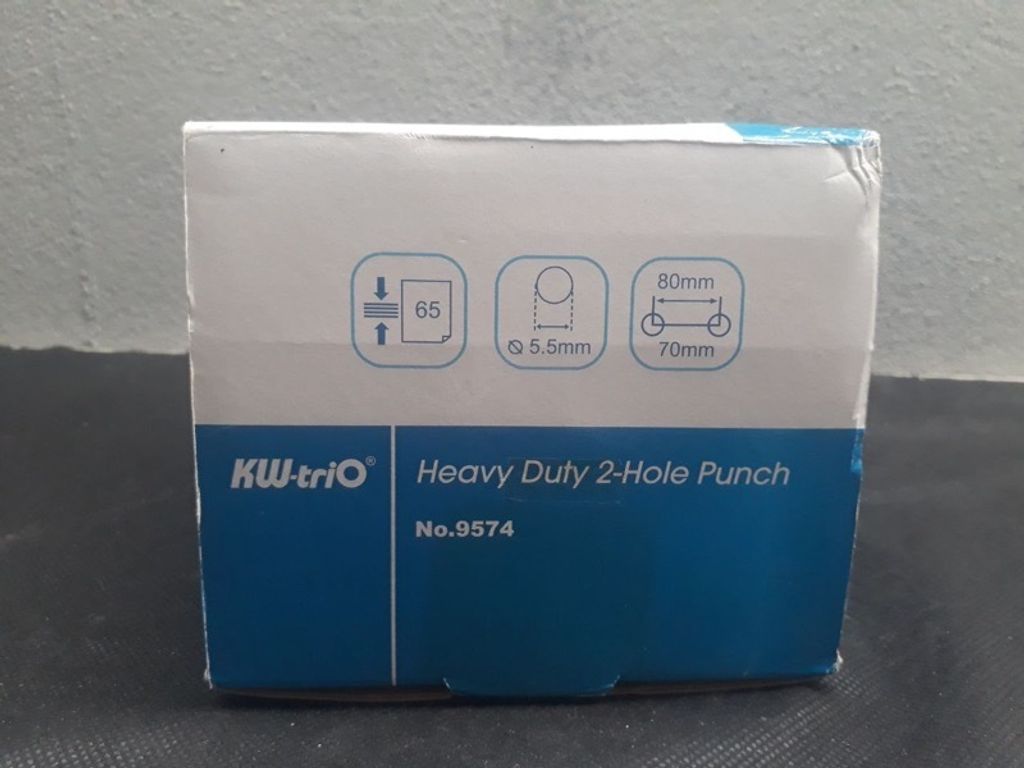 65
⌀ 5.5mm
80mm
70mm
KW-triO®
Heavy Duty 2-Hole Punch
No.9574